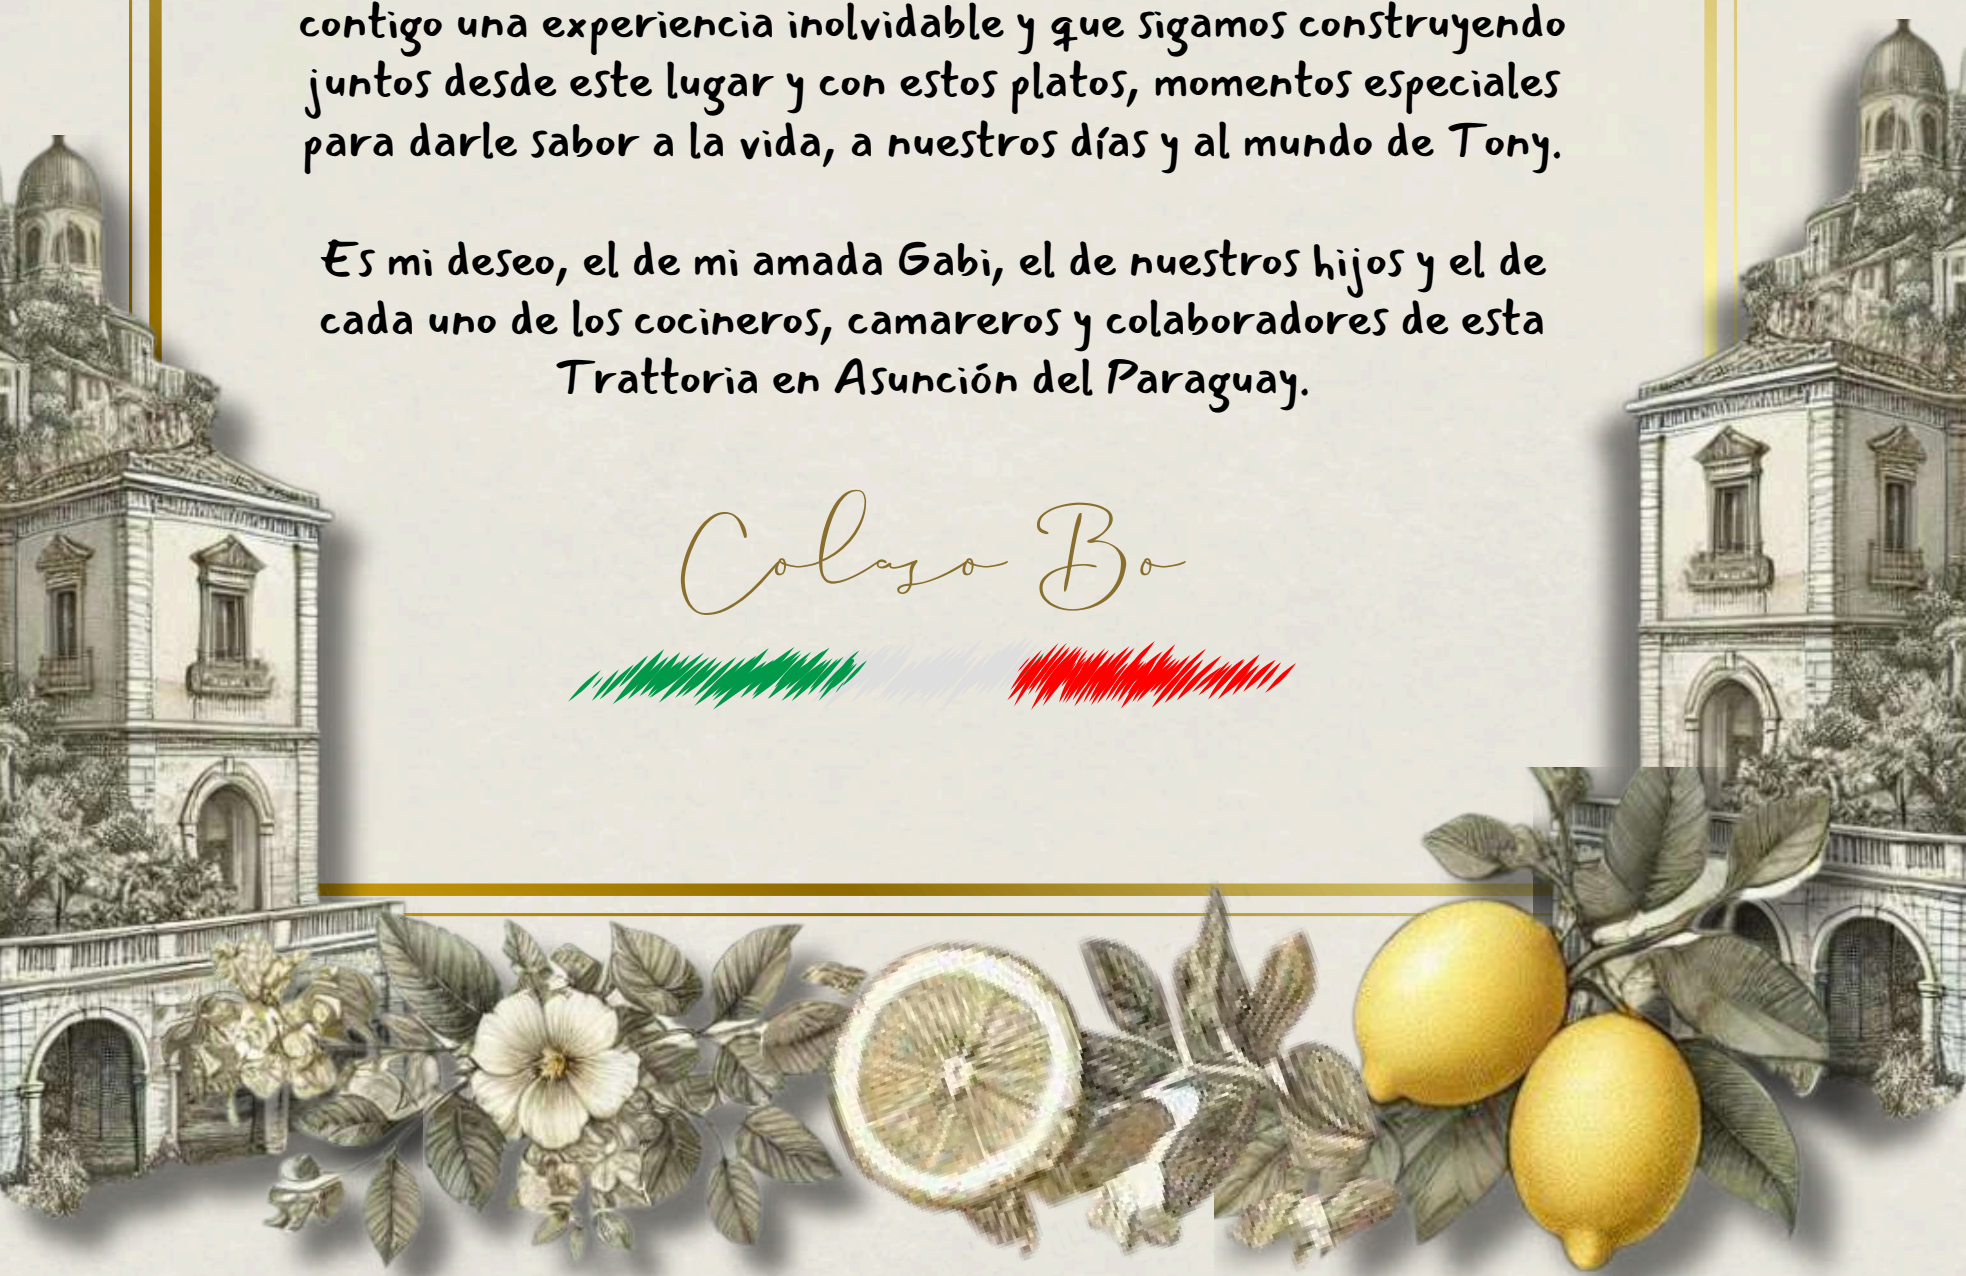 contigo una experiencia inolvidable y que sigamos construyendo
juntos desde este lugar y con estos platos, momentos especiales
para darle sabor a la vida, a nuestros días y al mundo de Tony.
Es mi deseo, el de mi amada Gabi, el de nuestros hijos y el de
cada uno de los cocineros, camareros y colaboradores de esta
Trattoria en Asunción del Paraguay.
Colaso Bo